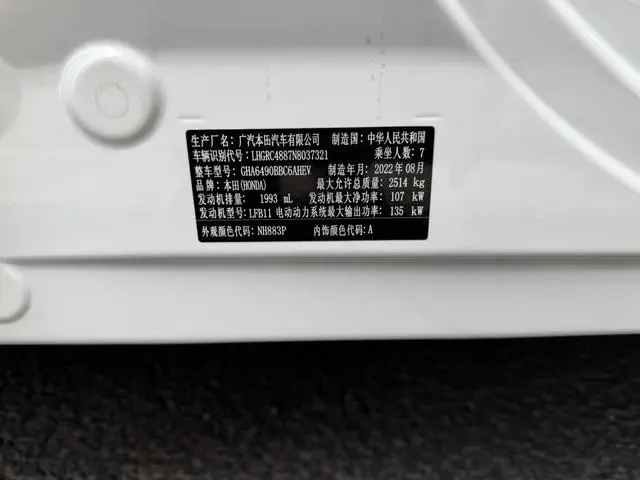 生产厂名：广汽本田汽车有限公司 制造国：中华人民共和国
车辆识别代号：LHGRC4887N8037321 乘坐人数：7
整车型号：GHA6490BBC6AHEV 制造年月：2022年08月
品牌：本田(HONDA) 最大允许总质量：2514 kg
发动机排量：1993 mL 发动机最大净功率：107 kW
发动机型号：LFB11 电动动力系统最大输出功率：135 kW
外观颜色代码：NH883P 内饰颜色代码：A